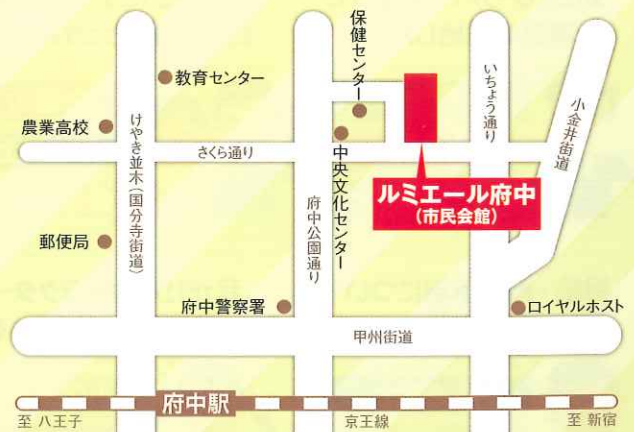 保健センター
教育センター
いちょう通り
小金井街道
農業高校
けやき並木(国分寺街道)
さくら通り
中央文化センター
ルミエール府中
(市民会館)
府中公園通り
郵便局
府中警察署
ロイヤルホスト
甲州街道
府中駅
至 八王子
京王線
至 新宿